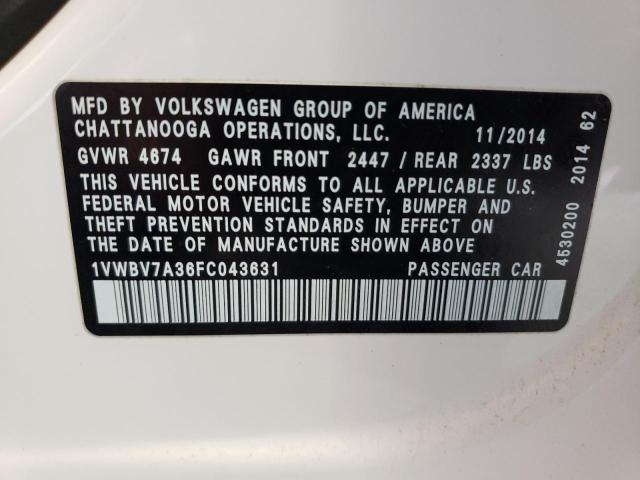 MFD BY VOLKSWAGEN GROUP OF AMERICA
CHATTANOOGA OPERATIONS, LLC. 11/2014
GVWR 4674 GAWR FRONT 2447 / REAR 2337 LBS
THIS VEHICLE CONFORMS TO ALL APPLICABLE U.S.
FEDERAL MOTOR VEHICLE SAFETY, BUMPER AND
THEFT PREVENTION STANDARDS IN EFFECT ON
THE DATE OF MANUFACTURE SHOWN ABOVE
1VWBV7A36FC043631 PASSENGER CAR
4530200 2014 62